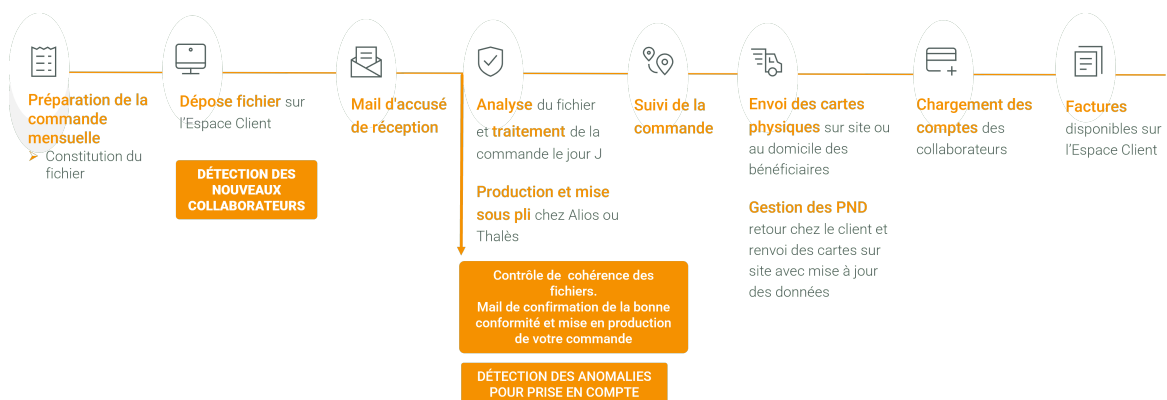 Préparation de la
commande
mensuelle
Constitution du
fichier
Dépose fichier sur
l'Espace Client
DÉTECTION DES
NOUVEAUX
COLLABORATEURS
Mail d'accusé
de réception
Analyse du fichier
et traitement de la
commande le jour J
Production et mise
sous pli chez Alios ou
Thalès
Contrôle de cohérence des
fichiers.
Mail de confirmation de la bonne
conformité et mise en production
de votre commande
DÉTECTION DES ANOMALIES
POUR PRISE EN COMPTE
Suivi de la
commande
Envoi des cartes
physiques sur site ou
au domicile des
bénéficiaires
Gestion des PND
retour chez le client et
renvoi des cartes sur
site avec mise à jour
des données
Chargement des
comptes des
collaborateurs
Factures
disponibles sur
l'Espace Client